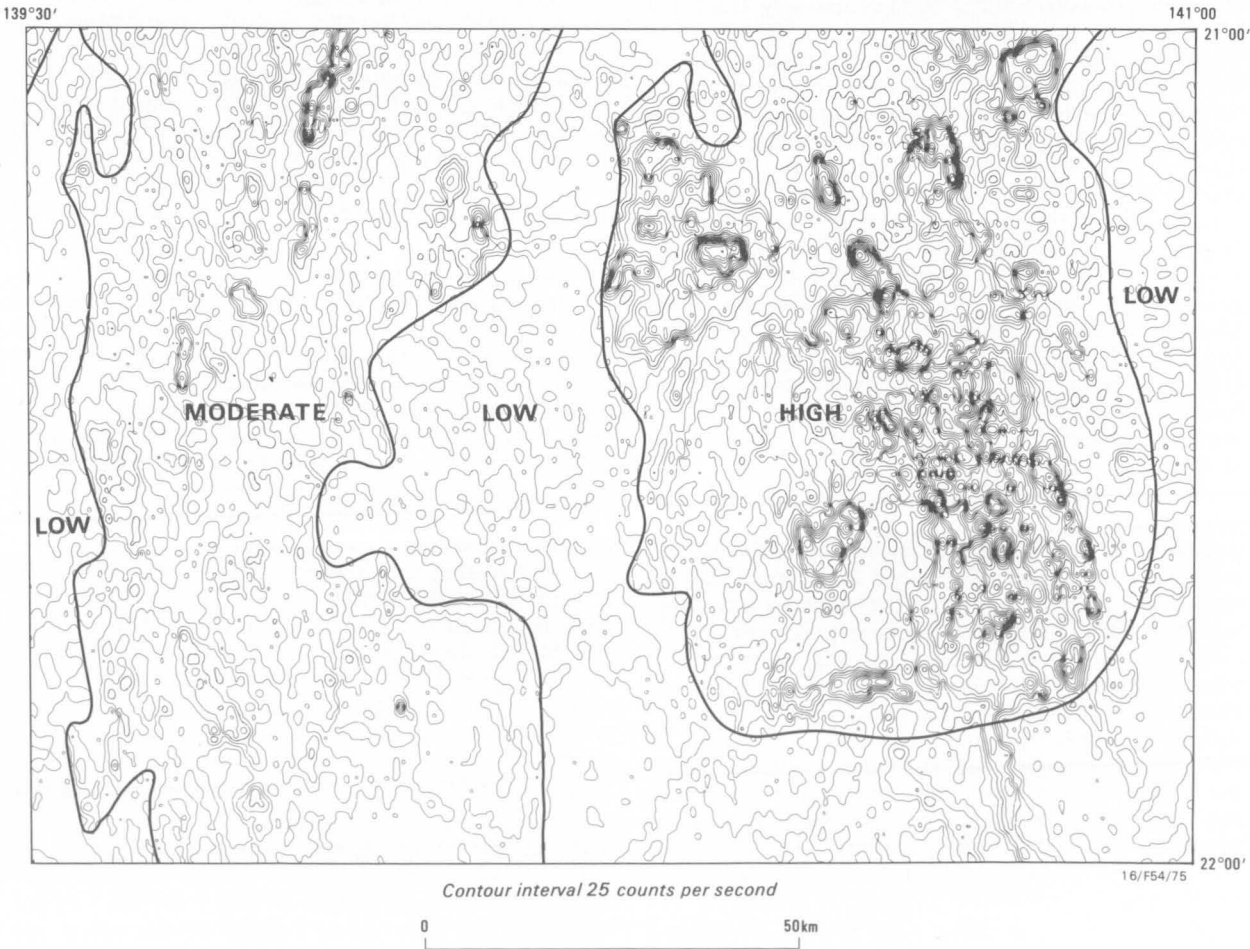 139°30′
141°00
21°00′
LOW
MODERATE
LOW
HIGH
LOW
22°00′
16/F54/75
Contour interval 25 counts per second
0
50km